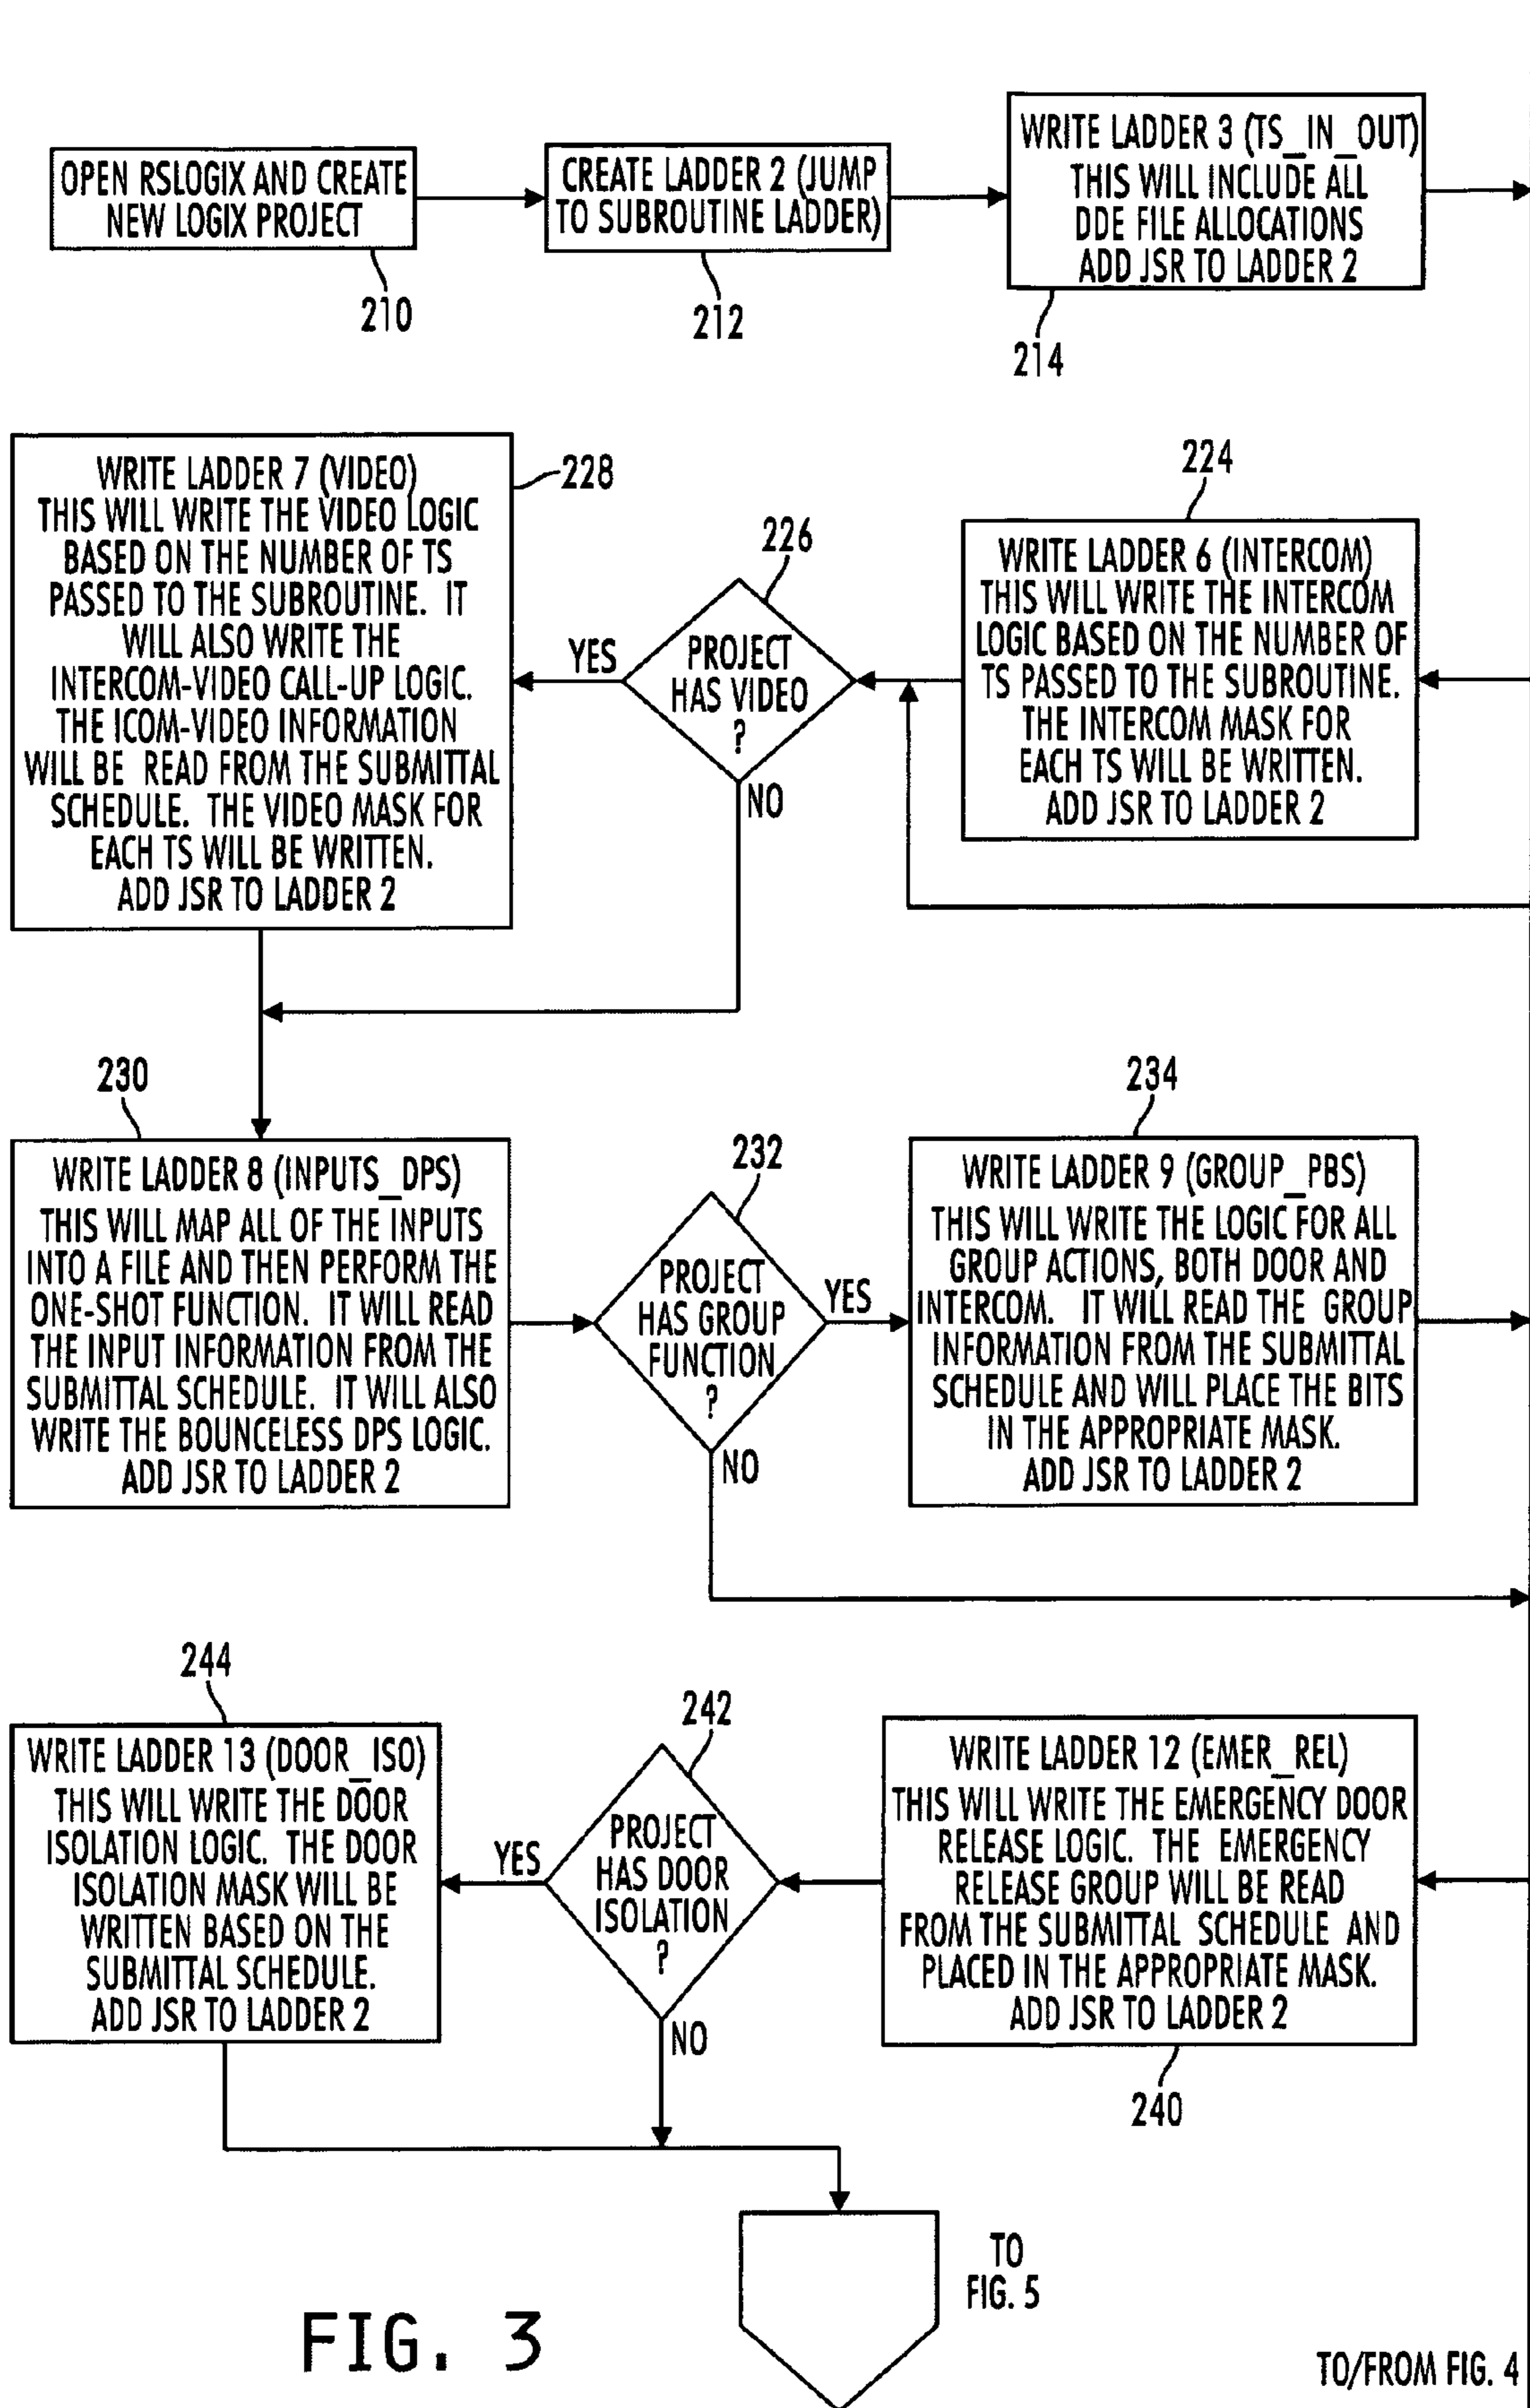 OPEN RSLOGIX AND CREATE
NEW LOGIX PROJECT
210
CREATE LADDER 2 (JUMP
TO SUBROUTINE LADDER)
212
WRITE LADDER 3 (TS_IN_OUT)
THIS WILL INCLUDE ALL
DDE FILE ALLOCATIONS
ADD JSR TO LADDER 2
214
224
WRITE LADDER 6 (INTERCOM)
THIS WILL WRITE THE INTERCOM
LOGIC BASED ON THE NUMBER OF
TS PASSED TO THE SUBROUTINE.
THE INTERCOM MASK FOR
EACH TS WILL BE WRITTEN.
ADD JSR TO LADDER 2
226
PROJECT
HAS VIDEO
?
YES
NO
228
WRITE LADDER 7 (VIDEO)
THIS WILL WRITE THE VIDEO LOGIC
BASED ON THE NUMBER OF TS
PASSED TO THE SUBROUTINE. IT
WILL ALSO WRITE THE
INTERCOM-VIDEO CALL-UP LOGIC.
THE ICOM-VIDEO INFORMATION
WILL BE READ FROM THE SUBMITTAL
SCHEDULE. THE VIDEO MASK FOR
EACH TS WILL BE WRITTEN.
ADD JSR TO LADDER 2
230
WRITE LADDER 8 (INPUTS_DPS)
THIS WILL MAP ALL OF THE INPUTS
INTO A FILE AND THEN PERFORM THE
ONE-SHOT FUNCTION. IT WILL READ
THE INPUT INFORMATION FROM THE
SUBMITTAL SCHEDULE. IT WILL ALSO
WRITE THE BOUNCELESS DPS LOGIC.
ADD JSR TO LADDER 2
232
PROJECT
HAS GROUP
FUNCTION
?
YES
NO
234
WRITE LADDER 9 (GROUP_PBS)
THIS WILL WRITE THE LOGIC FOR ALL
GROUP ACTIONS, BOTH DOOR AND
INTERCOM. IT WILL READ THE GROUP
INFORMATION FROM THE SUBMITTAL
SCHEDULE AND WILL PLACE THE BITS
IN THE APPROPRIATE MASK.
ADD JSR TO LADDER 2
WRITE LADDER 12 (EMER_REL)
THIS WILL WRITE THE EMERGENCY DOOR
RELEASE LOGIC. THE EMERGENCY
RELEASE GROUP WILL BE READ
FROM THE SUBMITTAL SCHEDULE AND
PLACED IN THE APPROPRIATE MASK.
ADD JSR TO LADDER 2
240
242
PROJECT
HAS DOOR
ISOLATION
?
YES
NO
244
WRITE LADDER 13 (DOOR_ISO)
THIS WILL WRITE THE DOOR
ISOLATION LOGIC. THE DOOR
ISOLATION MASK WILL BE
WRITTEN BASED ON THE
SUBMITTAL SCHEDULE.
ADD JSR TO LADDER 2
TO
FIG. 5
FIG. 3
TO/FROM FIG. 4